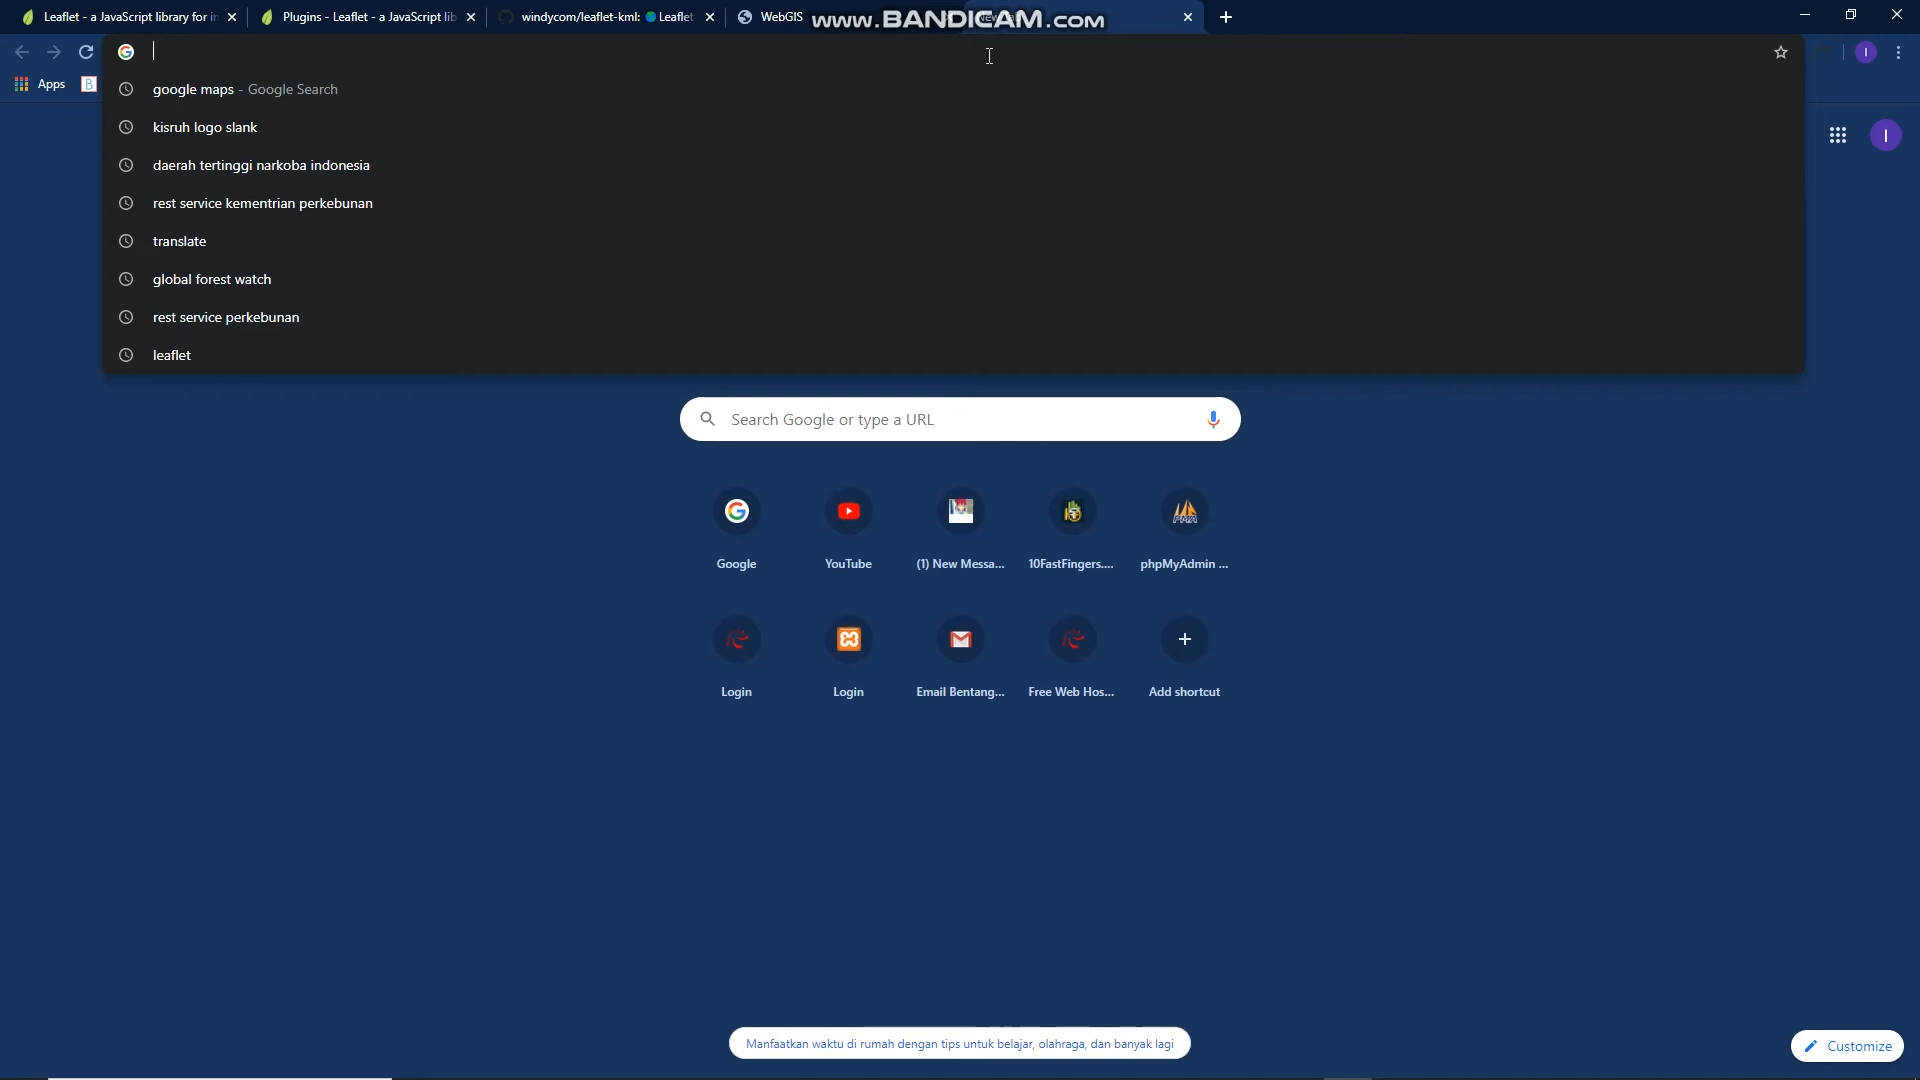 Leaflet - a JavaScript library for in
Plugins - Leaflet - a JavaScript lib
windycom/leaflet-kml: Leaflet
WebGIS
www.BANDICAM.com
Apps
B
I
google maps - Google Search
kisruh logo slank
daerah tertinggi narkoba indonesia
rest service kementrian perkebunan
translate
global forest watch
rest service perkebunan
leaflet
I
Search Google or type a URL
Google
YouTube
(1) New Messa...
10FastFingers....
PMA
phpMyAdmin ...
Login
Login
Email Bentang...
Free Web Hos...
Add shortcut
Manfaatkan waktu di rumah dengan tips untuk belajar, olahraga, dan banyak lagi
Customize